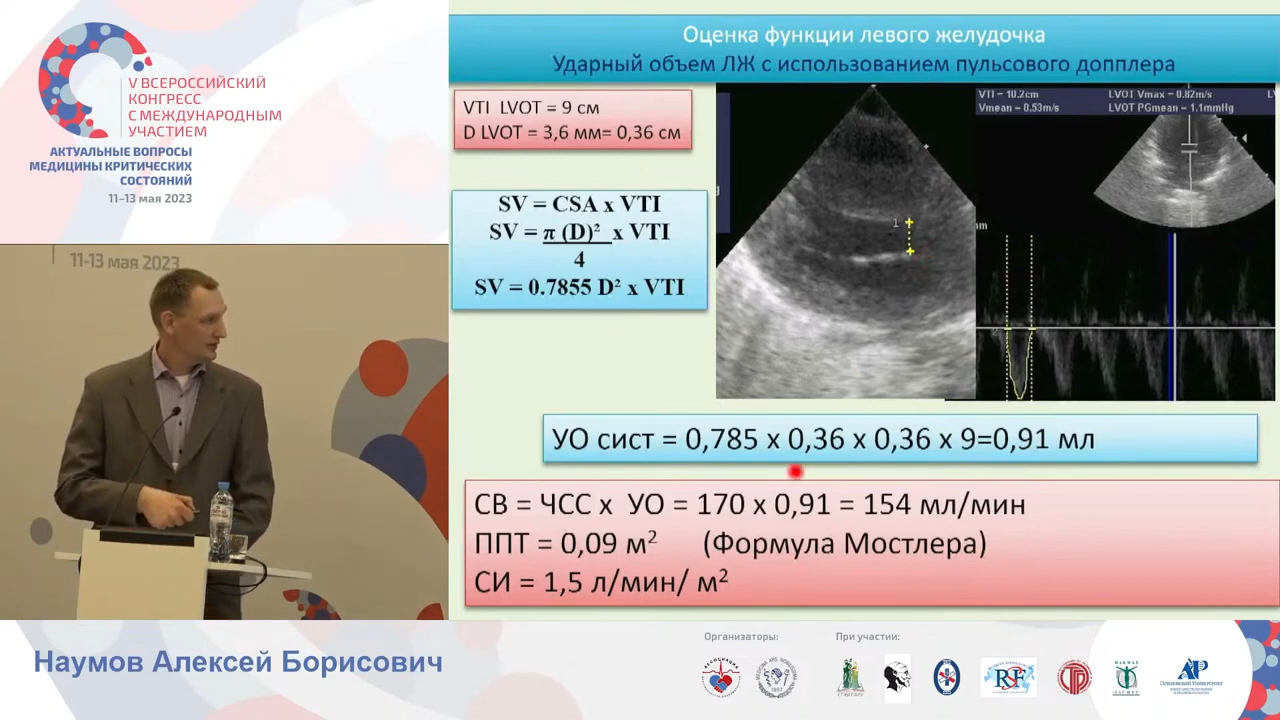 V ВСЕРОССИЙСКИЙ
КОНГРЕСС
С МЕЖДУНАРОДНЫМ
УЧАСТИЕМ
АКТУАЛЬНЫЕ ВОПРОСЫ
МЕДИЦИНЫ КРИТИЧЕСКИХ
СОСТОЯНИЙ
11–13 мая 2023
11-13 мая 2023
Оценка функции левого желудочка
Ударный объем ЛЖ с использованием пульсового допплера
VTI LVOT = 9 см
D LVOT = 3,6 мм= 0,36 см
SV = CSA x VTI
SV = π (D)² x VTI
4
SV = 0.7855 D² x VTI
1
VTI = 10.2cm
Vmean = 0.53m/s
LVOT Vmax = 0.82m/s
LVOT PGmean = 1.1mmHg
УО сист = 0,785 x 0,36 x 0,36 x 9=0,91 мл
СВ = ЧСС x УО = 170 x 0,91 = 154 мл/мин
ППТ = 0,09 м² (Формула Мостлера)
СИ = 1,5 л/мин/ м²
Наумов Алексей Борисович
Организаторы:
При участии: